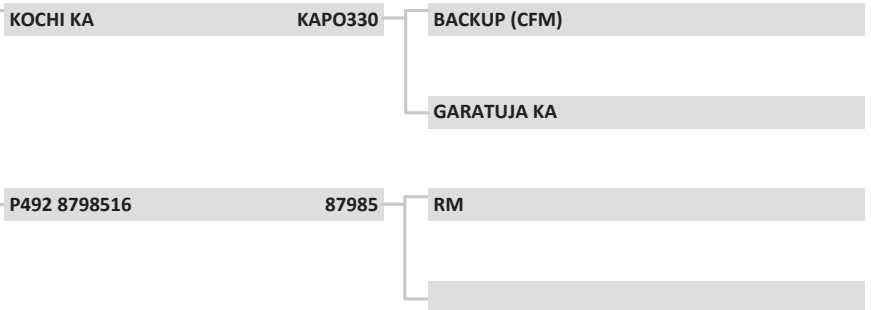 KOCHI KA KAPO330 BACKUP (CFM)
GARATUJA KA
P492 8798516 87985 RM